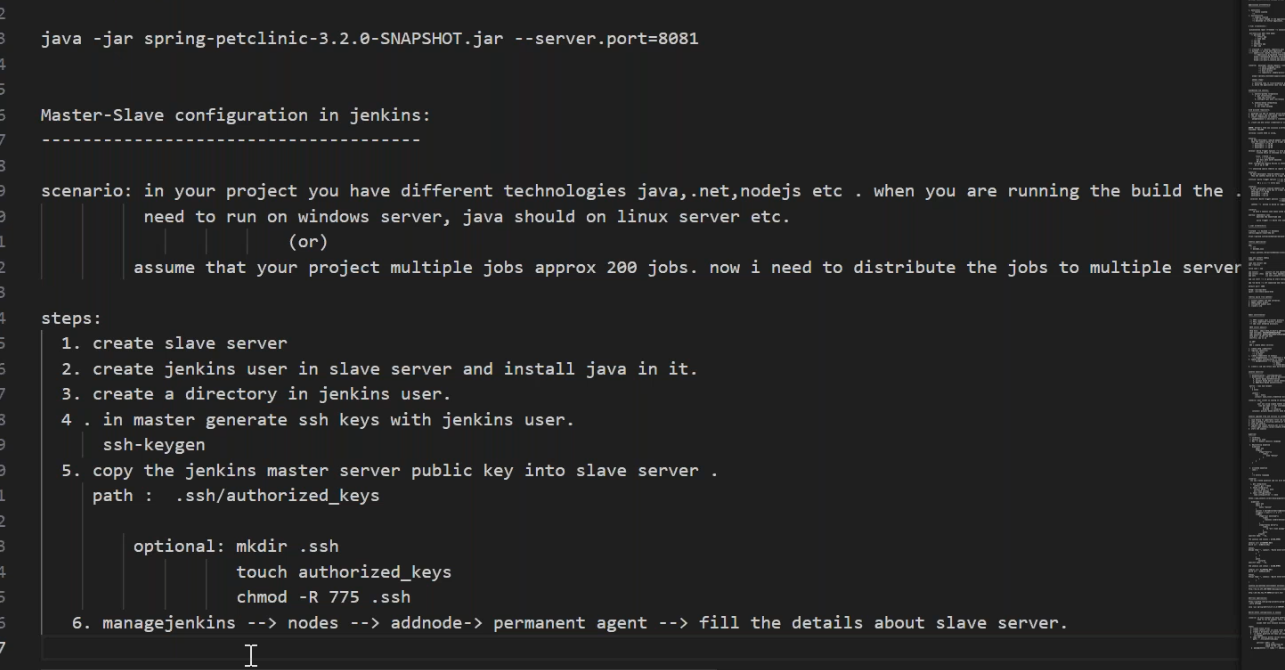 java -jar spring-petclinic-3.2.0-SNAPSHOT.jar --server.port=8081
Master-Slave configuration in jenkins:
-------------------------------------
scenario: in your project you have different technologies java,.net,nodejs etc . when you are running the build the .
need to run on windows server, java should on linux server etc.
(or)
assume that your project multiple jobs approx 200 jobs. now i need to distribute the jobs to multiple server
steps:
1. create slave server
2. create jenkins user in slave server and install java in it.
3. create a directory in jenkins user.
4 . in master generate ssh keys with jenkins user.
ssh-keygen
5. copy the jenkins master server public key into slave server .
path :  .ssh/authorized_keys
optional: mkdir .ssh
touch authorized_keys
chmod -R 775 .ssh
6. managejenkins --> nodes --> addnode-> permanent agent --> fill the details about slave server.